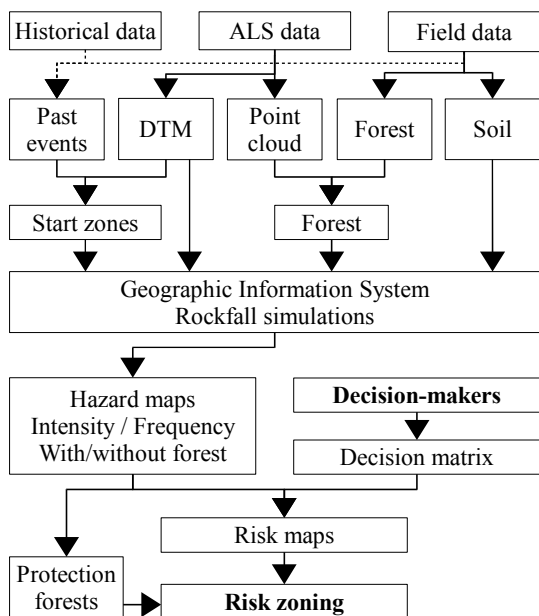 Historical data
ALS data
Field data
Past
events
DTM
Point
cloud
Forest
Soil
Start zones
Forest
Geographic Information System
Rockfall simulations
Hazard maps
Intensity / Frequency
With/without forest
Decision-makers
Decision matrix
Risk maps
Protection
forests
Risk zoning